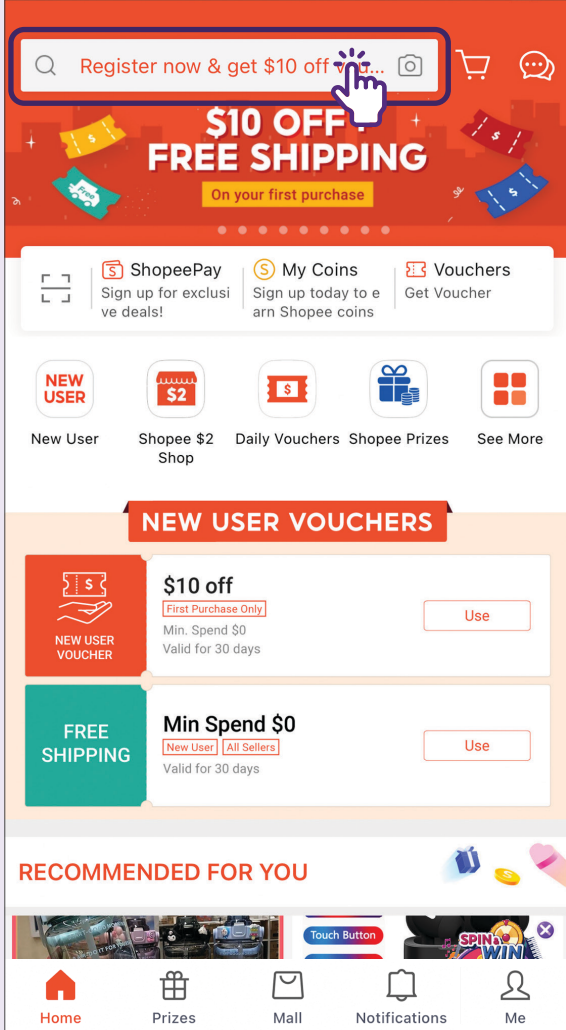 Register now & get $10 off
$10 OFF +
FREE SHIPPING
On your first purchase
Free
ShopeePay
Sign up for exclusi
ve deals!
My Coins
Sign up today to e
arn Shopee coins
Vouchers
Get Voucher
NEW
USER
New User
$2
Shopee $2
Shop
Daily Vouchers
Shopee Prizes
See More
NEW USER VOUCHERS
NEW USER
VOUCHER
$10 off
First Purchase Only
Min. Spend $0
Valid for 30 days
Use
FREE
SHIPPING
Min Spend $0
New User
All Sellers
Valid for 30 days
Use
RECOMMENDED FOR YOU
Touch Button
SPIN &
WIN
Home
Prizes
Mall
Notifications
Me